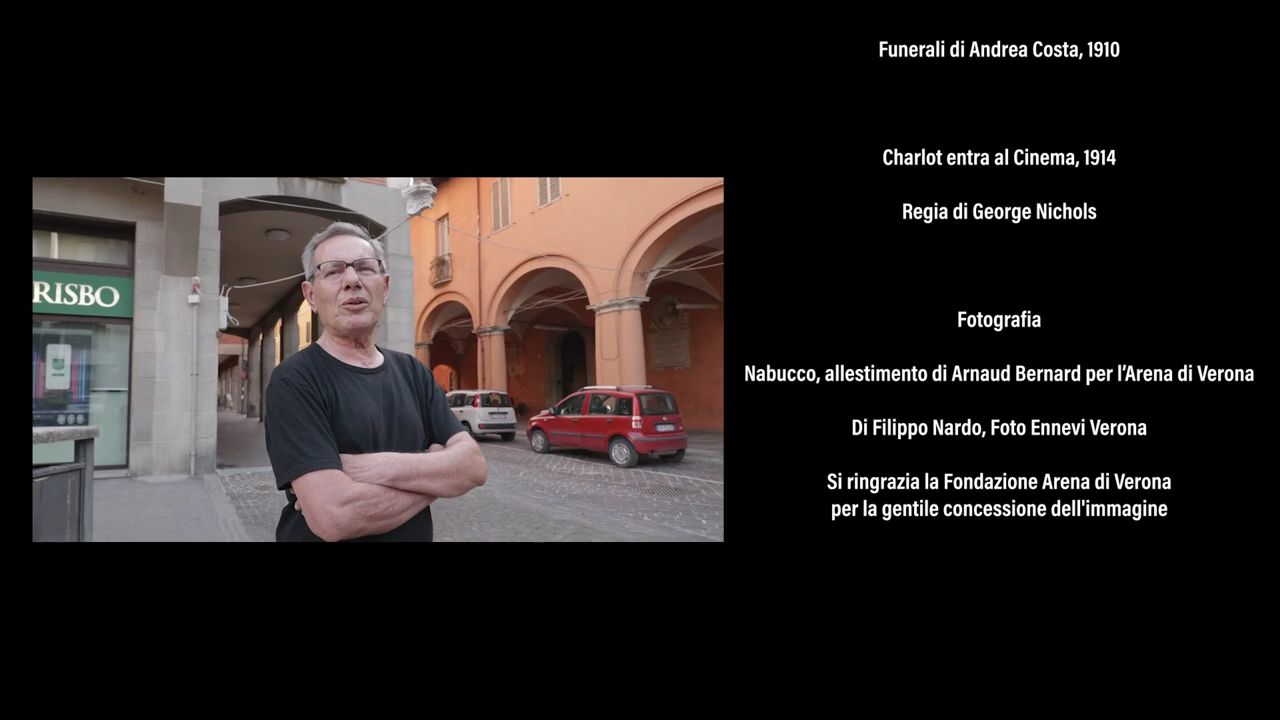 Funerali di Andrea Costa, 1910
Charlot entra al Cinema, 1914
Regia di George Nichols
Fotografia
Nabucco, allestimento di Arnaud Bernard per l’Arena di Verona
Di Filippo Nardo, Foto Ennevi Verona
Si ringrazia la Fondazione Arena di Verona
per la gentile concessione dell'immagine
RISBO